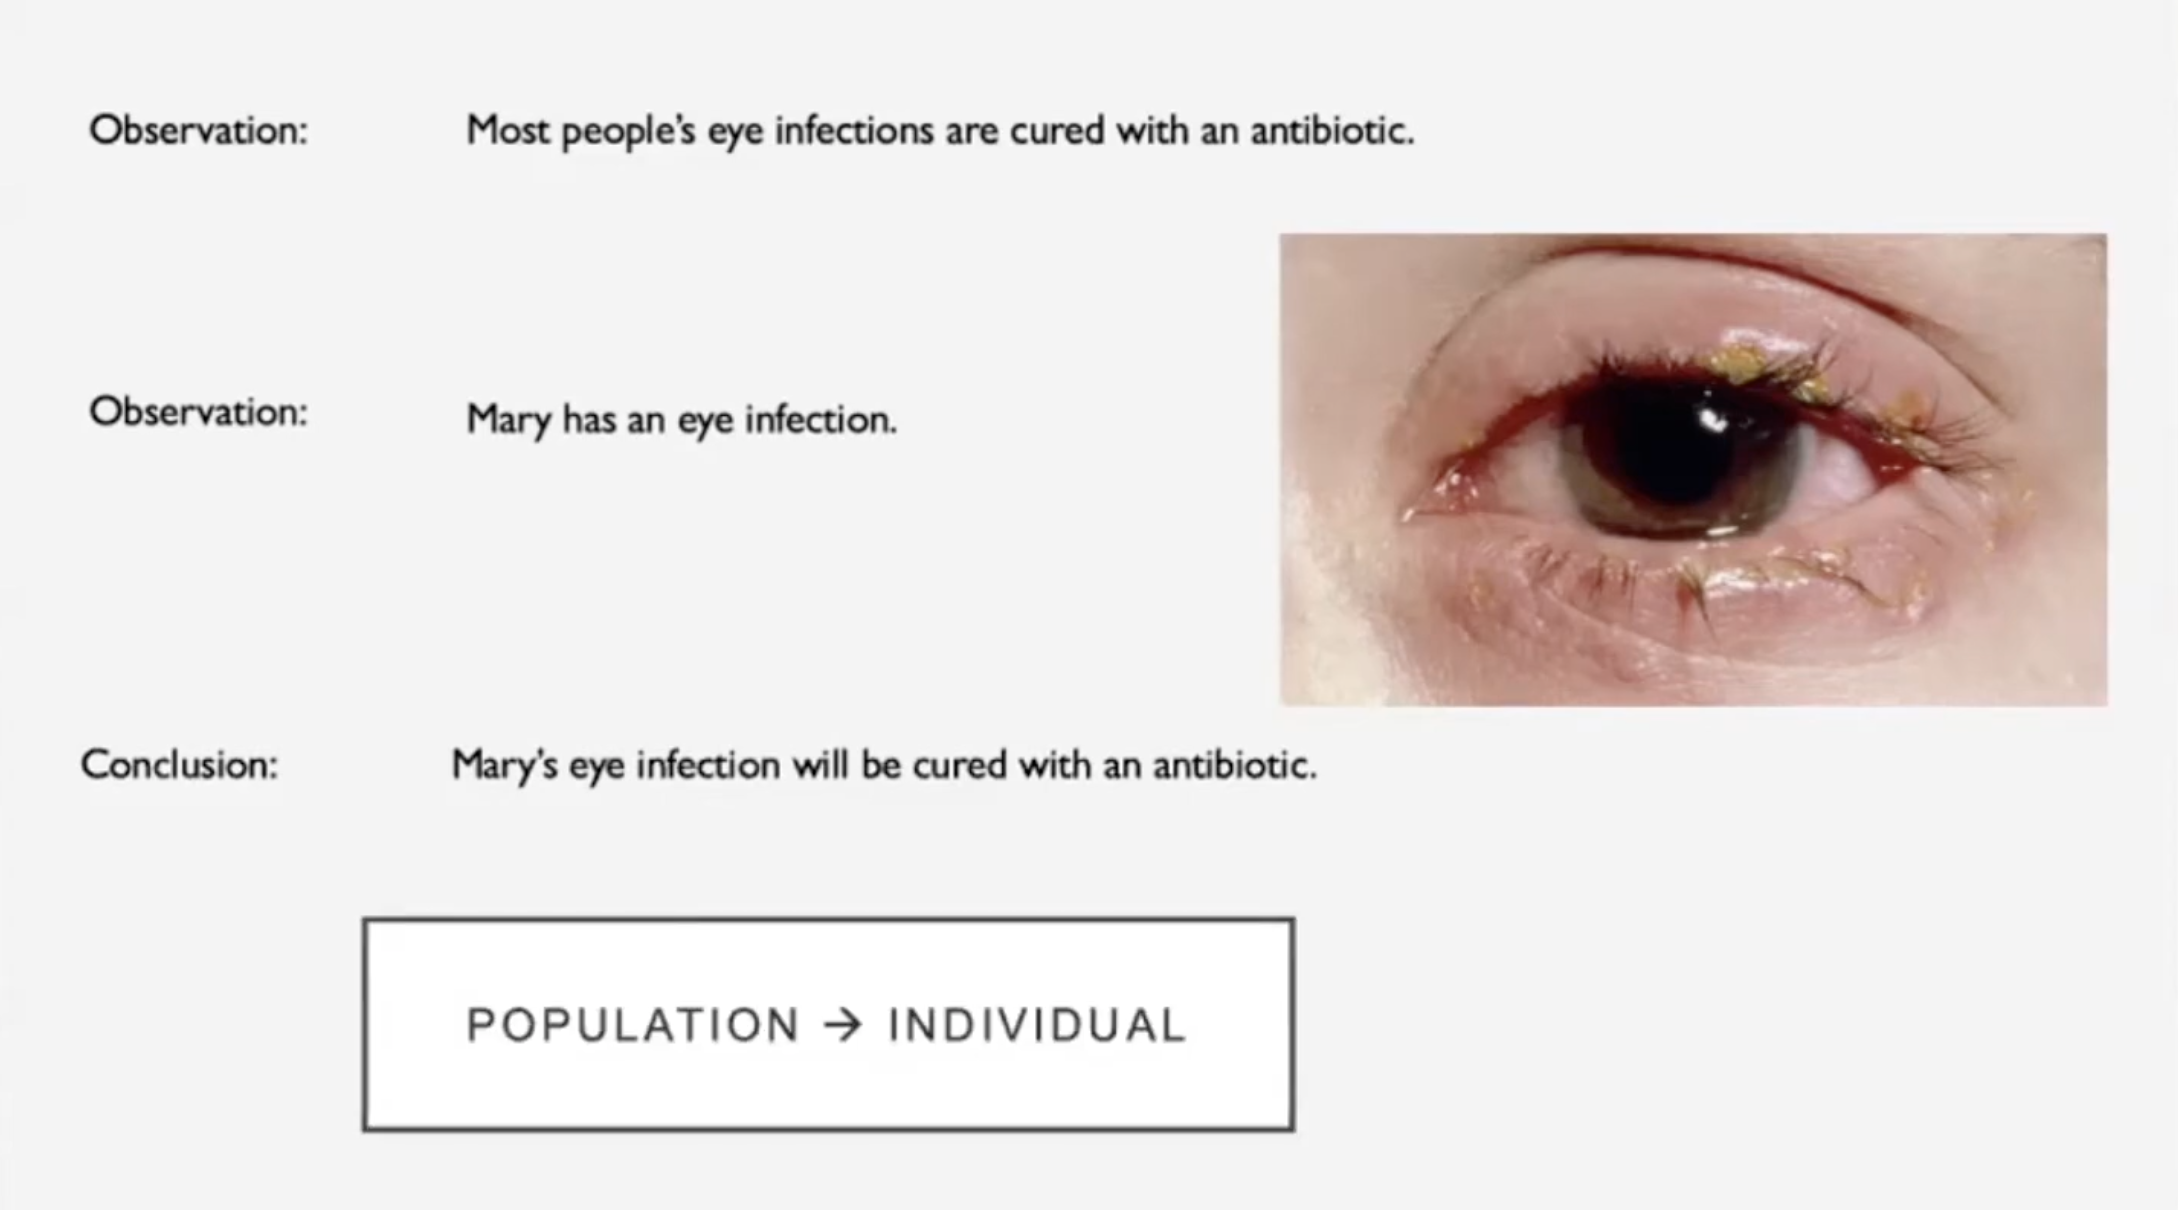 Observation: Most people's eye infections are cured with an antibiotic.
Observation: Mary has an eye infection.
Conclusion: Mary's eye infection will be cured with an antibiotic.
POPULATION → INDIVIDUAL